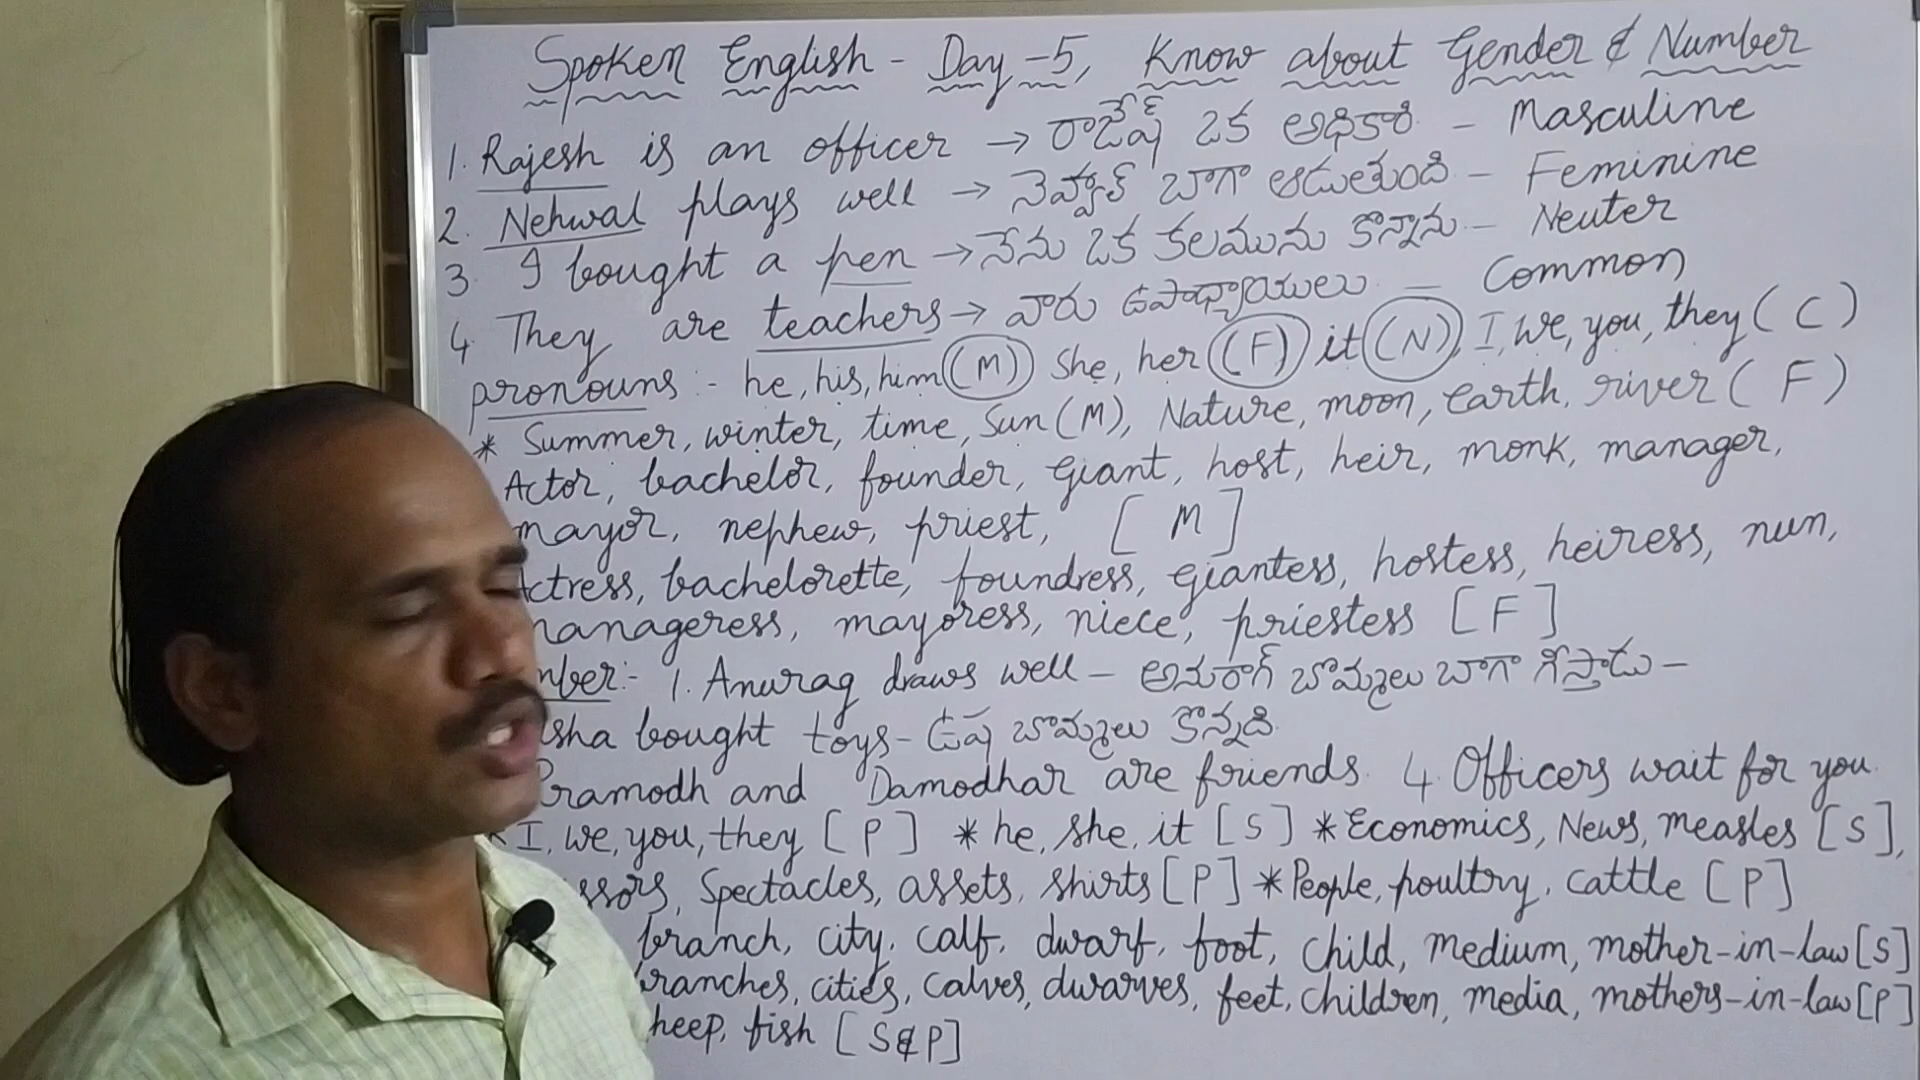 Spoken English - Day -5, Know about Gender & Number
1. Rajesh is an officer → రాజేష్ ఒక అధికారి - Masculine
2. Nehwal plays well → నెహ్వాల్ బాగా ఆడుతుంది - Feminine
3. I bought a pen → నేను ఒక కలమును కొన్నాను - Neuter
4. They are teachers → వారు ఉపాధ్యాయులు - Common
pronouns :- he, his, him (M) She, her (F) it (N), I, we, you, they (C)
* Summer, winter, time, Sun (M), Nature, moon, earth, river (F)
Actor, bachelor, founder, giant, host, heir, monk, manager,
mayor, nephew, priest, [M]
Actress, bachelorette, foundress, giantess, hostess, heiress, nun,
manageress, mayoress, niece, priestess [F]
mber:- 1. Anurag draws well - అనురాగ్ బొమ్మలు బాగా గీస్తాడు -
sha bought toys - ఉష బొమ్మలు కొన్నది.
Pramodh and Damodhar are friends. 4. Officers wait for you.
* I, we, you, they [P] * he, she, it [S] * Economics, News, measles [S],
ssors, Spectacles, assets, shirts [P] * People, poultry, cattle [P]
branch, city, calf, dwarf, foot, child, medium, mother-in-law [S]
branches, cities, calves, dwarves, feet, children, media, mothers-in-law [P]
heep, fish [S&P]